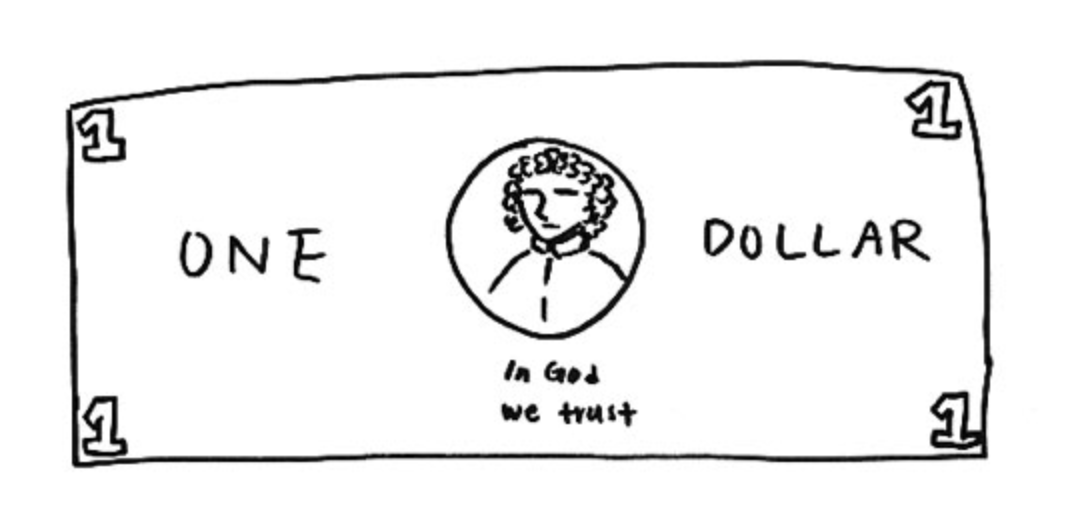 1 1
ONE DOLLAR
In God
we trust
1 1